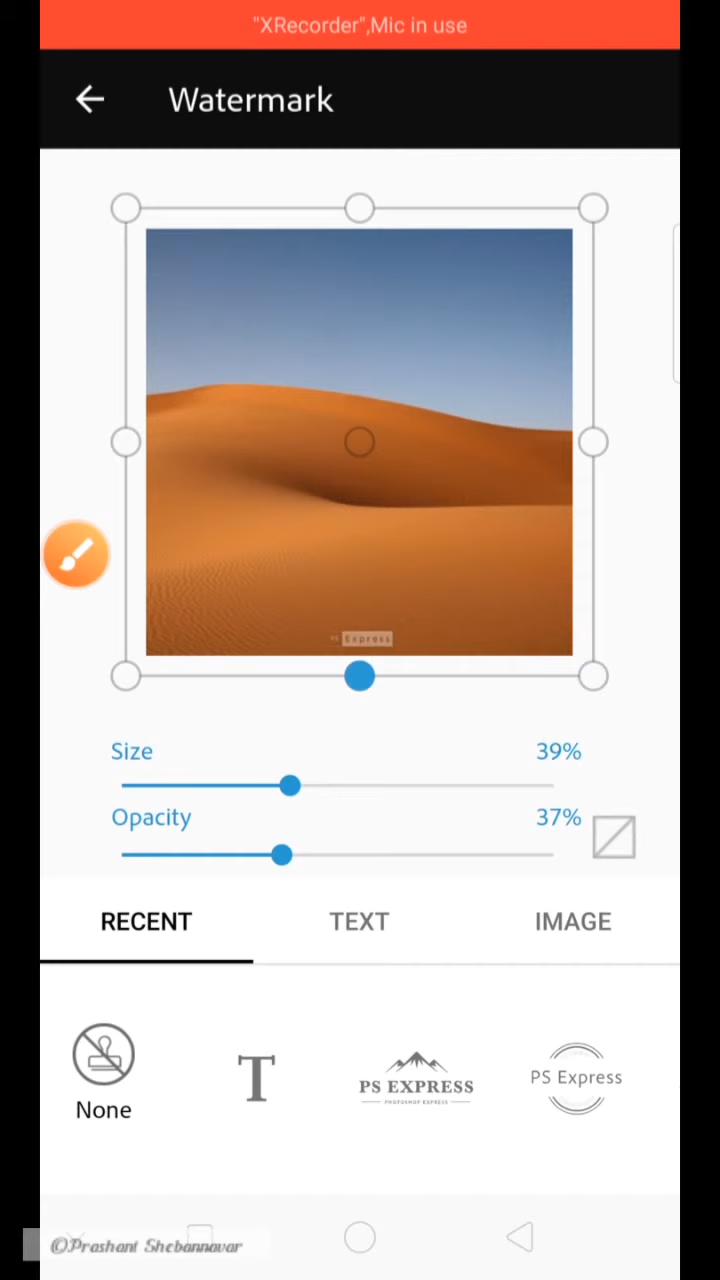 "XRecorder",Mic in use
Watermark
PS Express
Size 39%
Opacity 37%
RECENT TEXT IMAGE
PS EXPRESS
PHOTOSHOP EXPRESS
PS Express
None
©Prashant Shebannavar